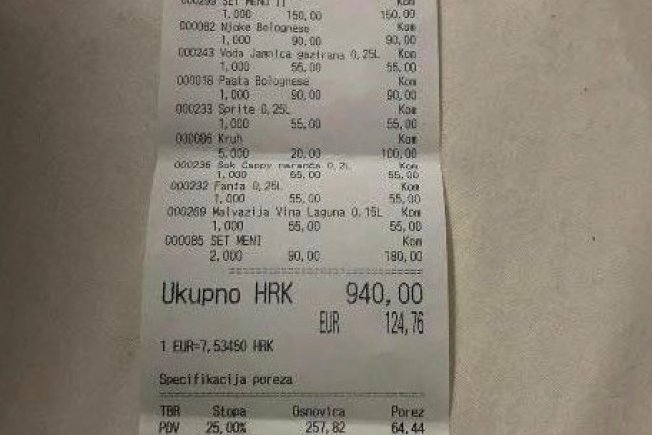 000299 SET MENI II Kom
1,000 150,00 150,00
000082 Njoke Bolognese Kom
1,000 90,00 90,00
000243 Voda Jamnica gazirana 0,25L Kom
1,000 55,00 55,00
000018 Pasta Bolognese Kom
1,000 90,00 90,00
000233 Sprite 0,25L Kom
1,000 55,00 55,00
000086 Kruh Kom
5,000 20,00 100,00
000236 Sok Cappy naranča 0,2L Kom
1,000 55,00 55,00
000232 Fanta 0,25L Kom
1,000 55,00 55,00
000269 Malvazija Vina Laguna 0,15L Kom
1,000 55,00 55,00
000085 SET MENI Kom
2,000 90,00 180,00
Ukupno HRK 940,00
EUR 124,76
1 EUR=7,53450 HRK
Specifikacija poreza
TBR Stopa Osnovica Porez
PDV 25,00% 257,82 64,44